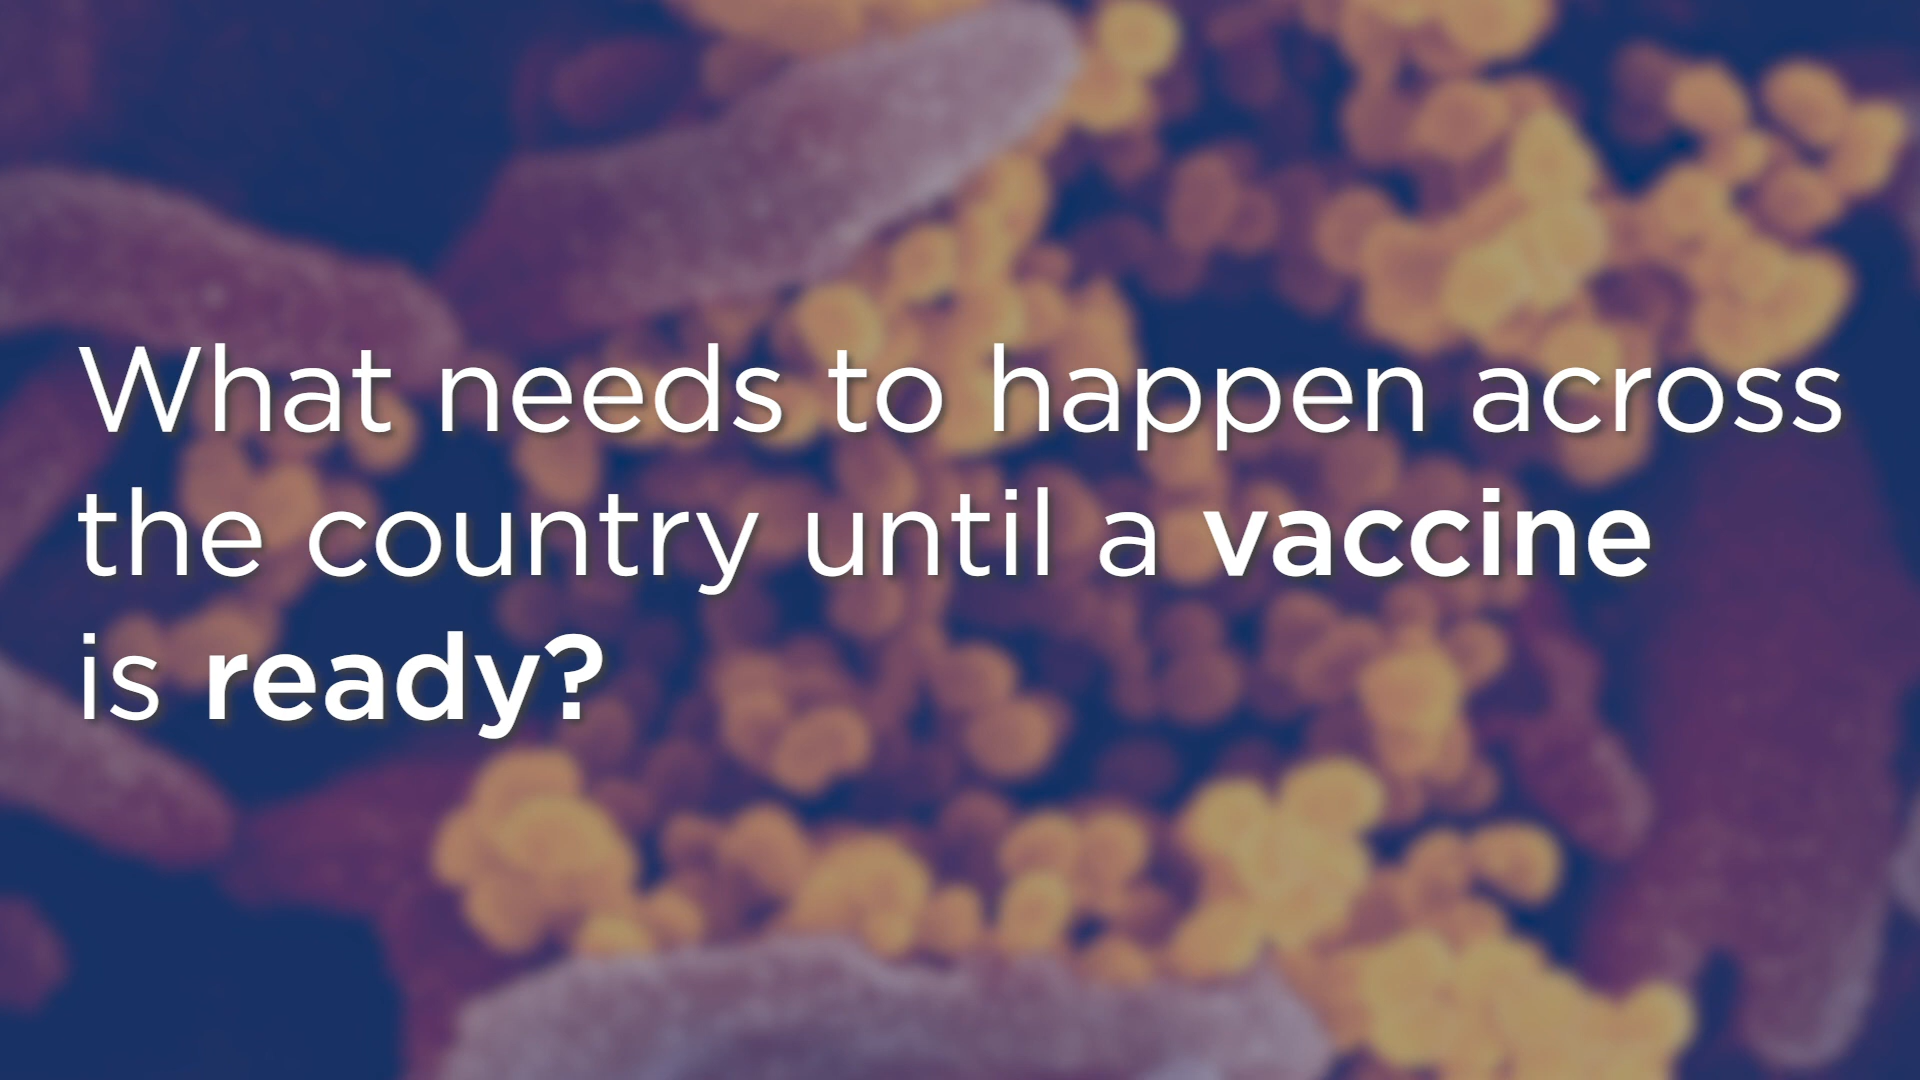 What needs to happen across
the country until a vaccine
is ready?